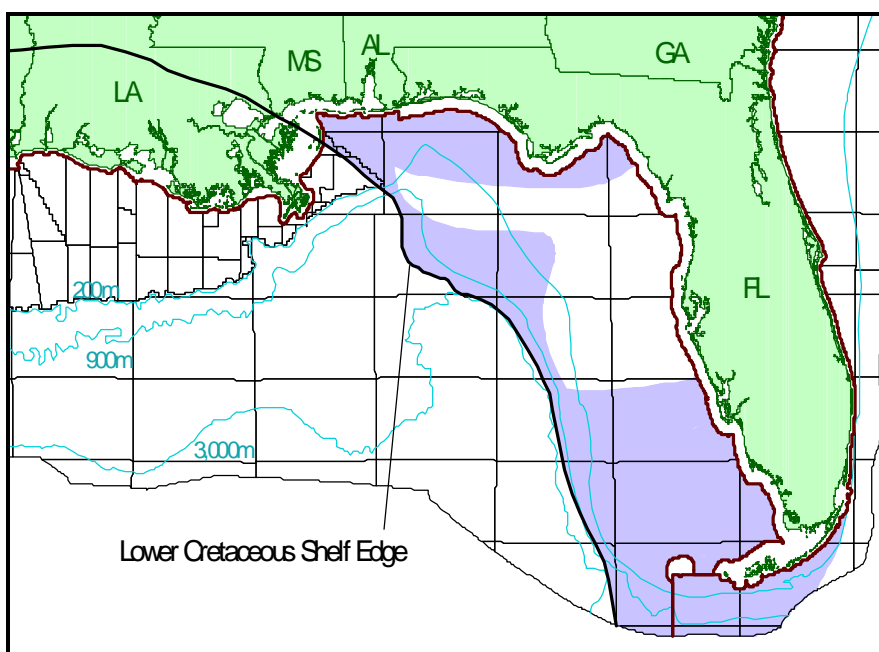 AL
MS
GA
LA
FL
200m
900m
3,000m
Lower Cretaceous Shelf Edge